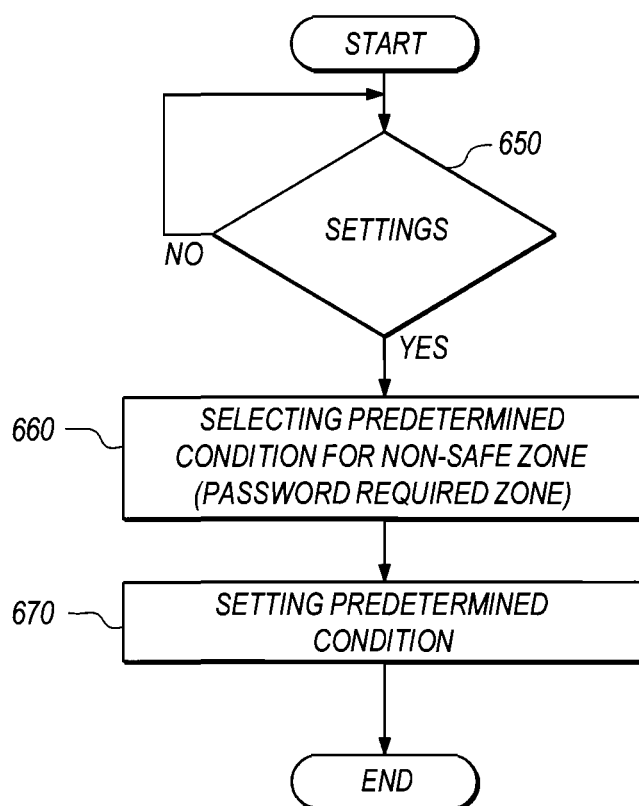 START
650
SETTINGS
NO
YES
660
SELECTING PREDETERMINED
CONDITION FOR NON-SAFE ZONE
(PASSWORD REQUIRED ZONE)
670
SETTING PREDETERMINED
CONDITION
END